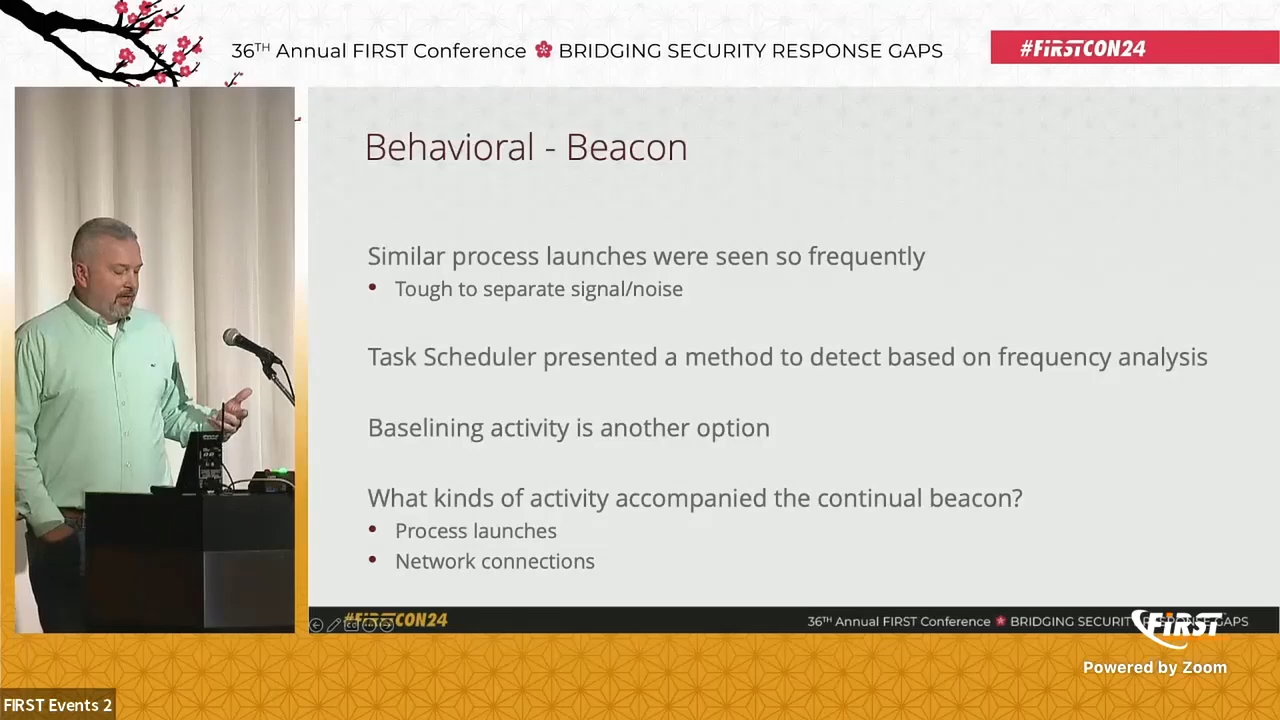 36TH Annual FIRST Conference BRIDGING SECURITY RESPONSE GAPS
#FiRSTCON24
Behavioral - Beacon
Similar process launches were seen so frequently
• Tough to separate signal/noise
Task Scheduler presented a method to detect based on frequency analysis
Baselining activity is another option
What kinds of activity accompanied the continual beacon?
• Process launches
• Network connections
#FiRSTCON24
36TH Annual FIRST Conference BRIDGING SECURITY RESPONSE GAPS
FiRST
Powered by Zoom
FIRST Events 2